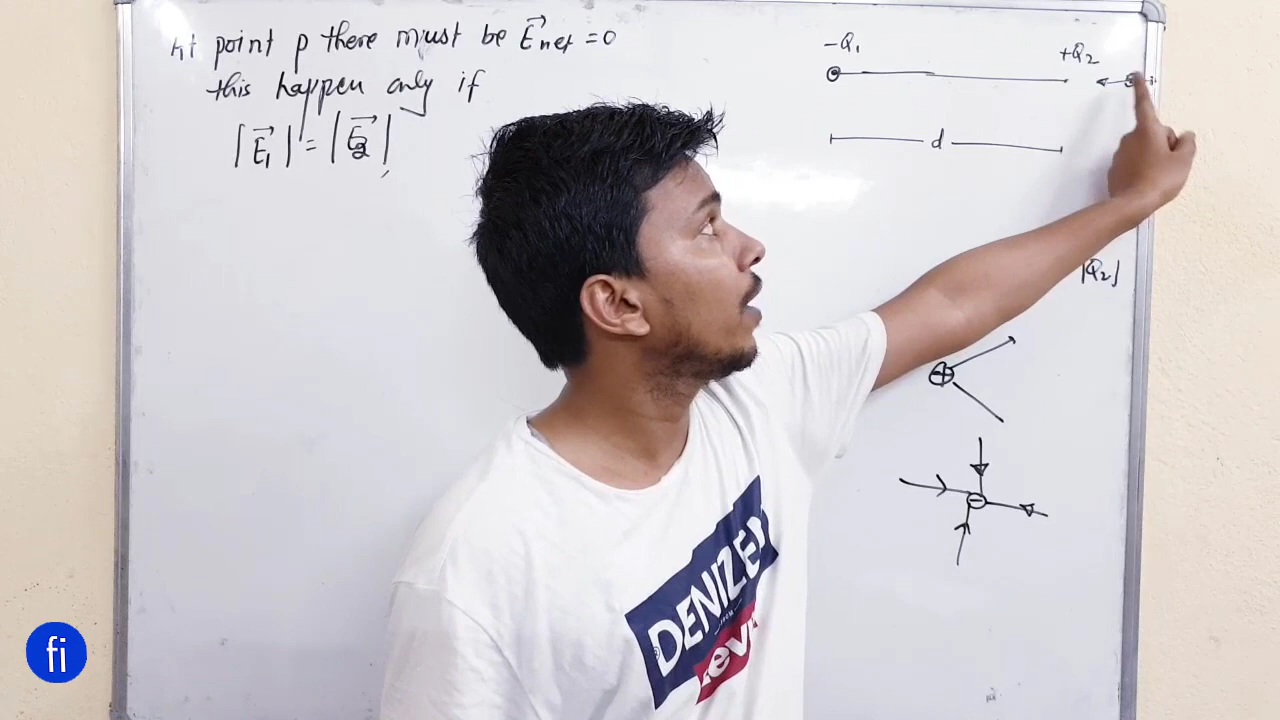 At point p there must be E⃗net = 0
this happen only if
|E⃗₁| = |E⃗₂|,
-Q₁
+Q₂
d
|Q₂|
+
−
DENIZEN
Levi
fi